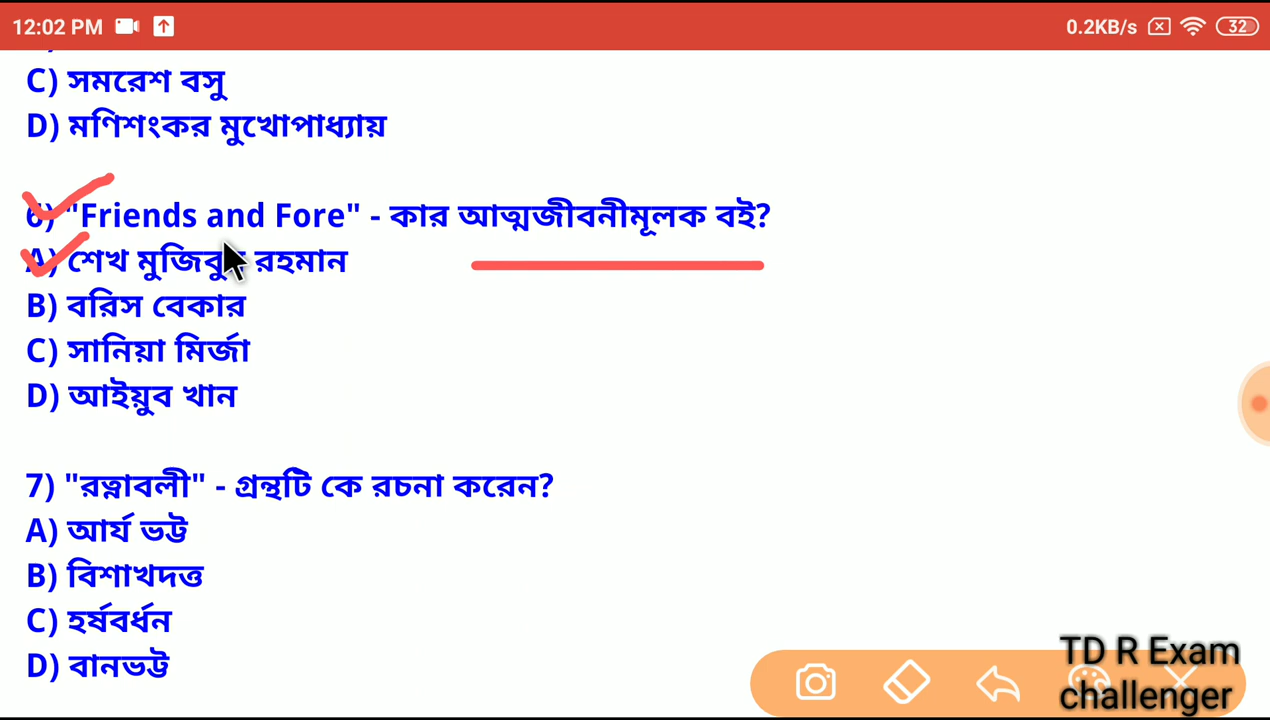 12:02 PM
0.2KB/s
32
C) সমরেশ বসু
D) মণিশংকর মুখোপাধ্যায়
6) "Friends and Fore" - কার আত্মজীবনীমূলক বই?
A) শেখ মুজিবুর রহমান
B) বরিস বেকার
C) সানিয়া মির্জা
D) আইয়ুব খান
7) "রত্নাবলী" - গ্রন্থটি কে রচনা করেন?
A) আর্য ভট্ট
B) বিশাখদত্ত
C) হর্ষবর্ধন
D) বানভট্ট
TD R Exam
challenger